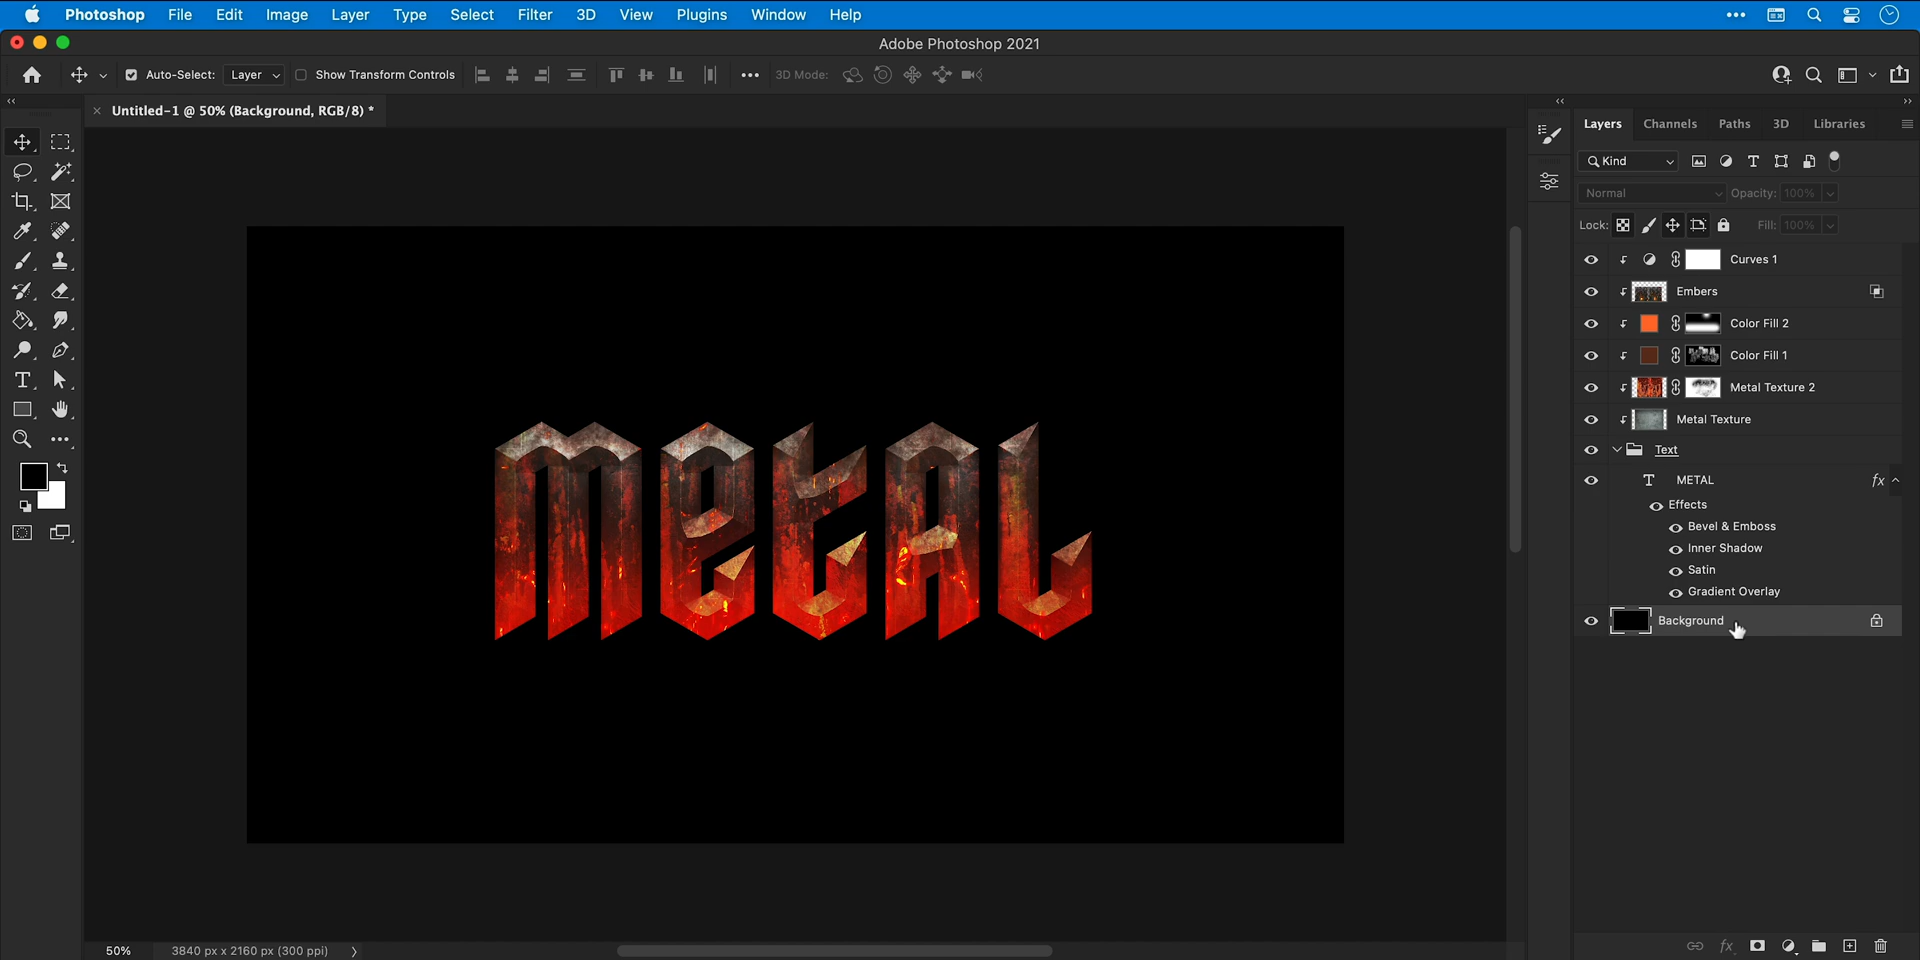 Photoshop File Edit Image Layer Type Select Filter 3D View Plugins Window Help
Adobe Photoshop 2021
Auto-Select: Layer Show Transform Controls 3D Mode:
× Untitled-1 @ 50% (Background, RGB/8) *
Layers Channels Paths 3D Libraries
Kind
Normal Opacity: 100%
Lock: Fill: 100%
Curves 1
Embers
Color Fill 2
Color Fill 1
Metal Texture 2
Metal Texture
Text
T METAL fx
Effects
Bevel & Emboss
Inner Shadow
Satin
Gradient Overlay
Background
metAL
50% 3840 px x 2160 px (300 ppi)
fx